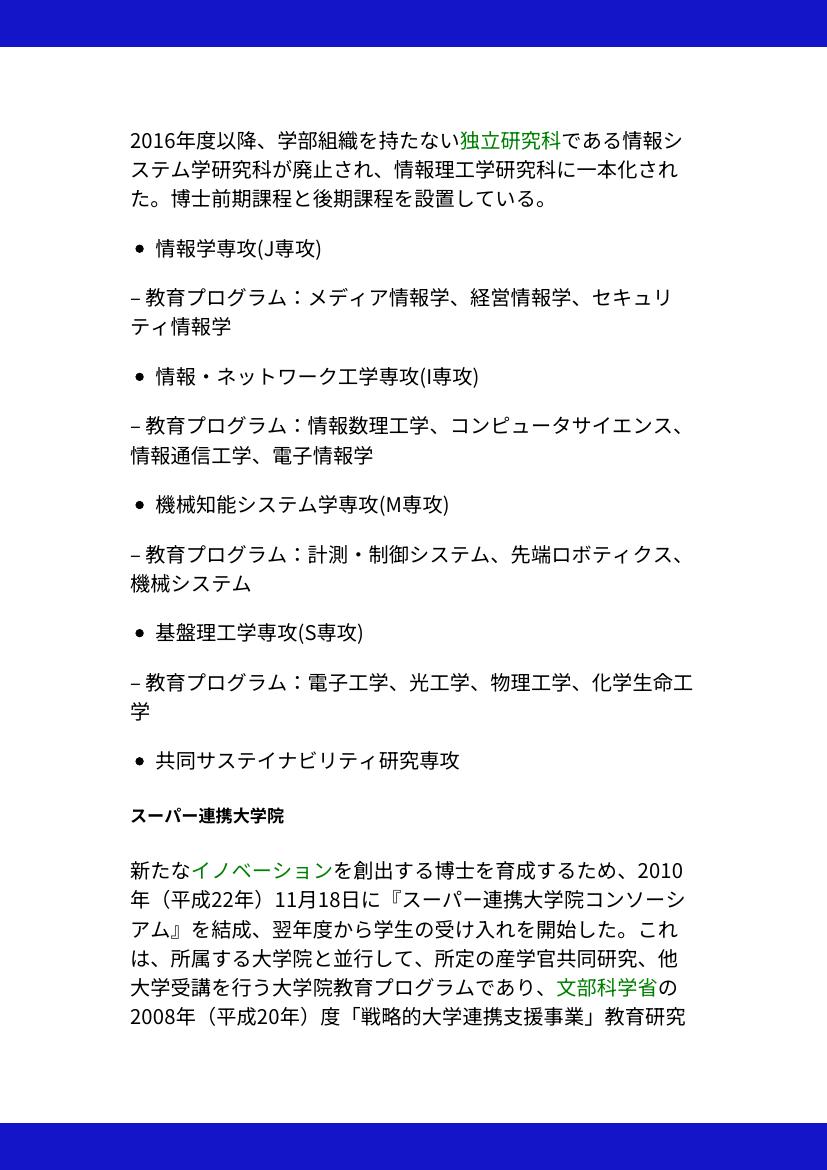 2016年度以降、学部組織を持たない独立研究科である情報シ
ステム学研究科が廃止され、情報理工学研究科に一本化され
た。博士前期課程と後期課程を設置している。
● 情報学専攻(J専攻)
– 教育プログラム：メディア情報学、経営情報学、セキュリ
ティ情報学
● 情報・ネットワーク工学専攻(I専攻)
– 教育プログラム：情報数理工学、コンピュータサイエンス、
情報通信工学、電子情報学
● 機械知能システム学専攻(M専攻)
– 教育プログラム：計測・制御システム、先端ロボティクス、
機械システム
● 基盤理工学専攻(S専攻)
– 教育プログラム：電子工学、光工学、物理工学、化学生命工
学
● 共同サステイナビリティ研究専攻
スーパー連携大学院
新たなイノベーションを創出する博士を育成するため、2010
年（平成22年）11月18日に『スーパー連携大学院コンソーシ
アム』を結成、翌年度から学生の受け入れを開始した。これ
は、所属する大学院と並行して、所定の産学官共同研究、他
大学受講を行う大学院教育プログラムであり、文部科学省の
2008年（平成20年）度「戦略的大学連携支援事業」教育研究